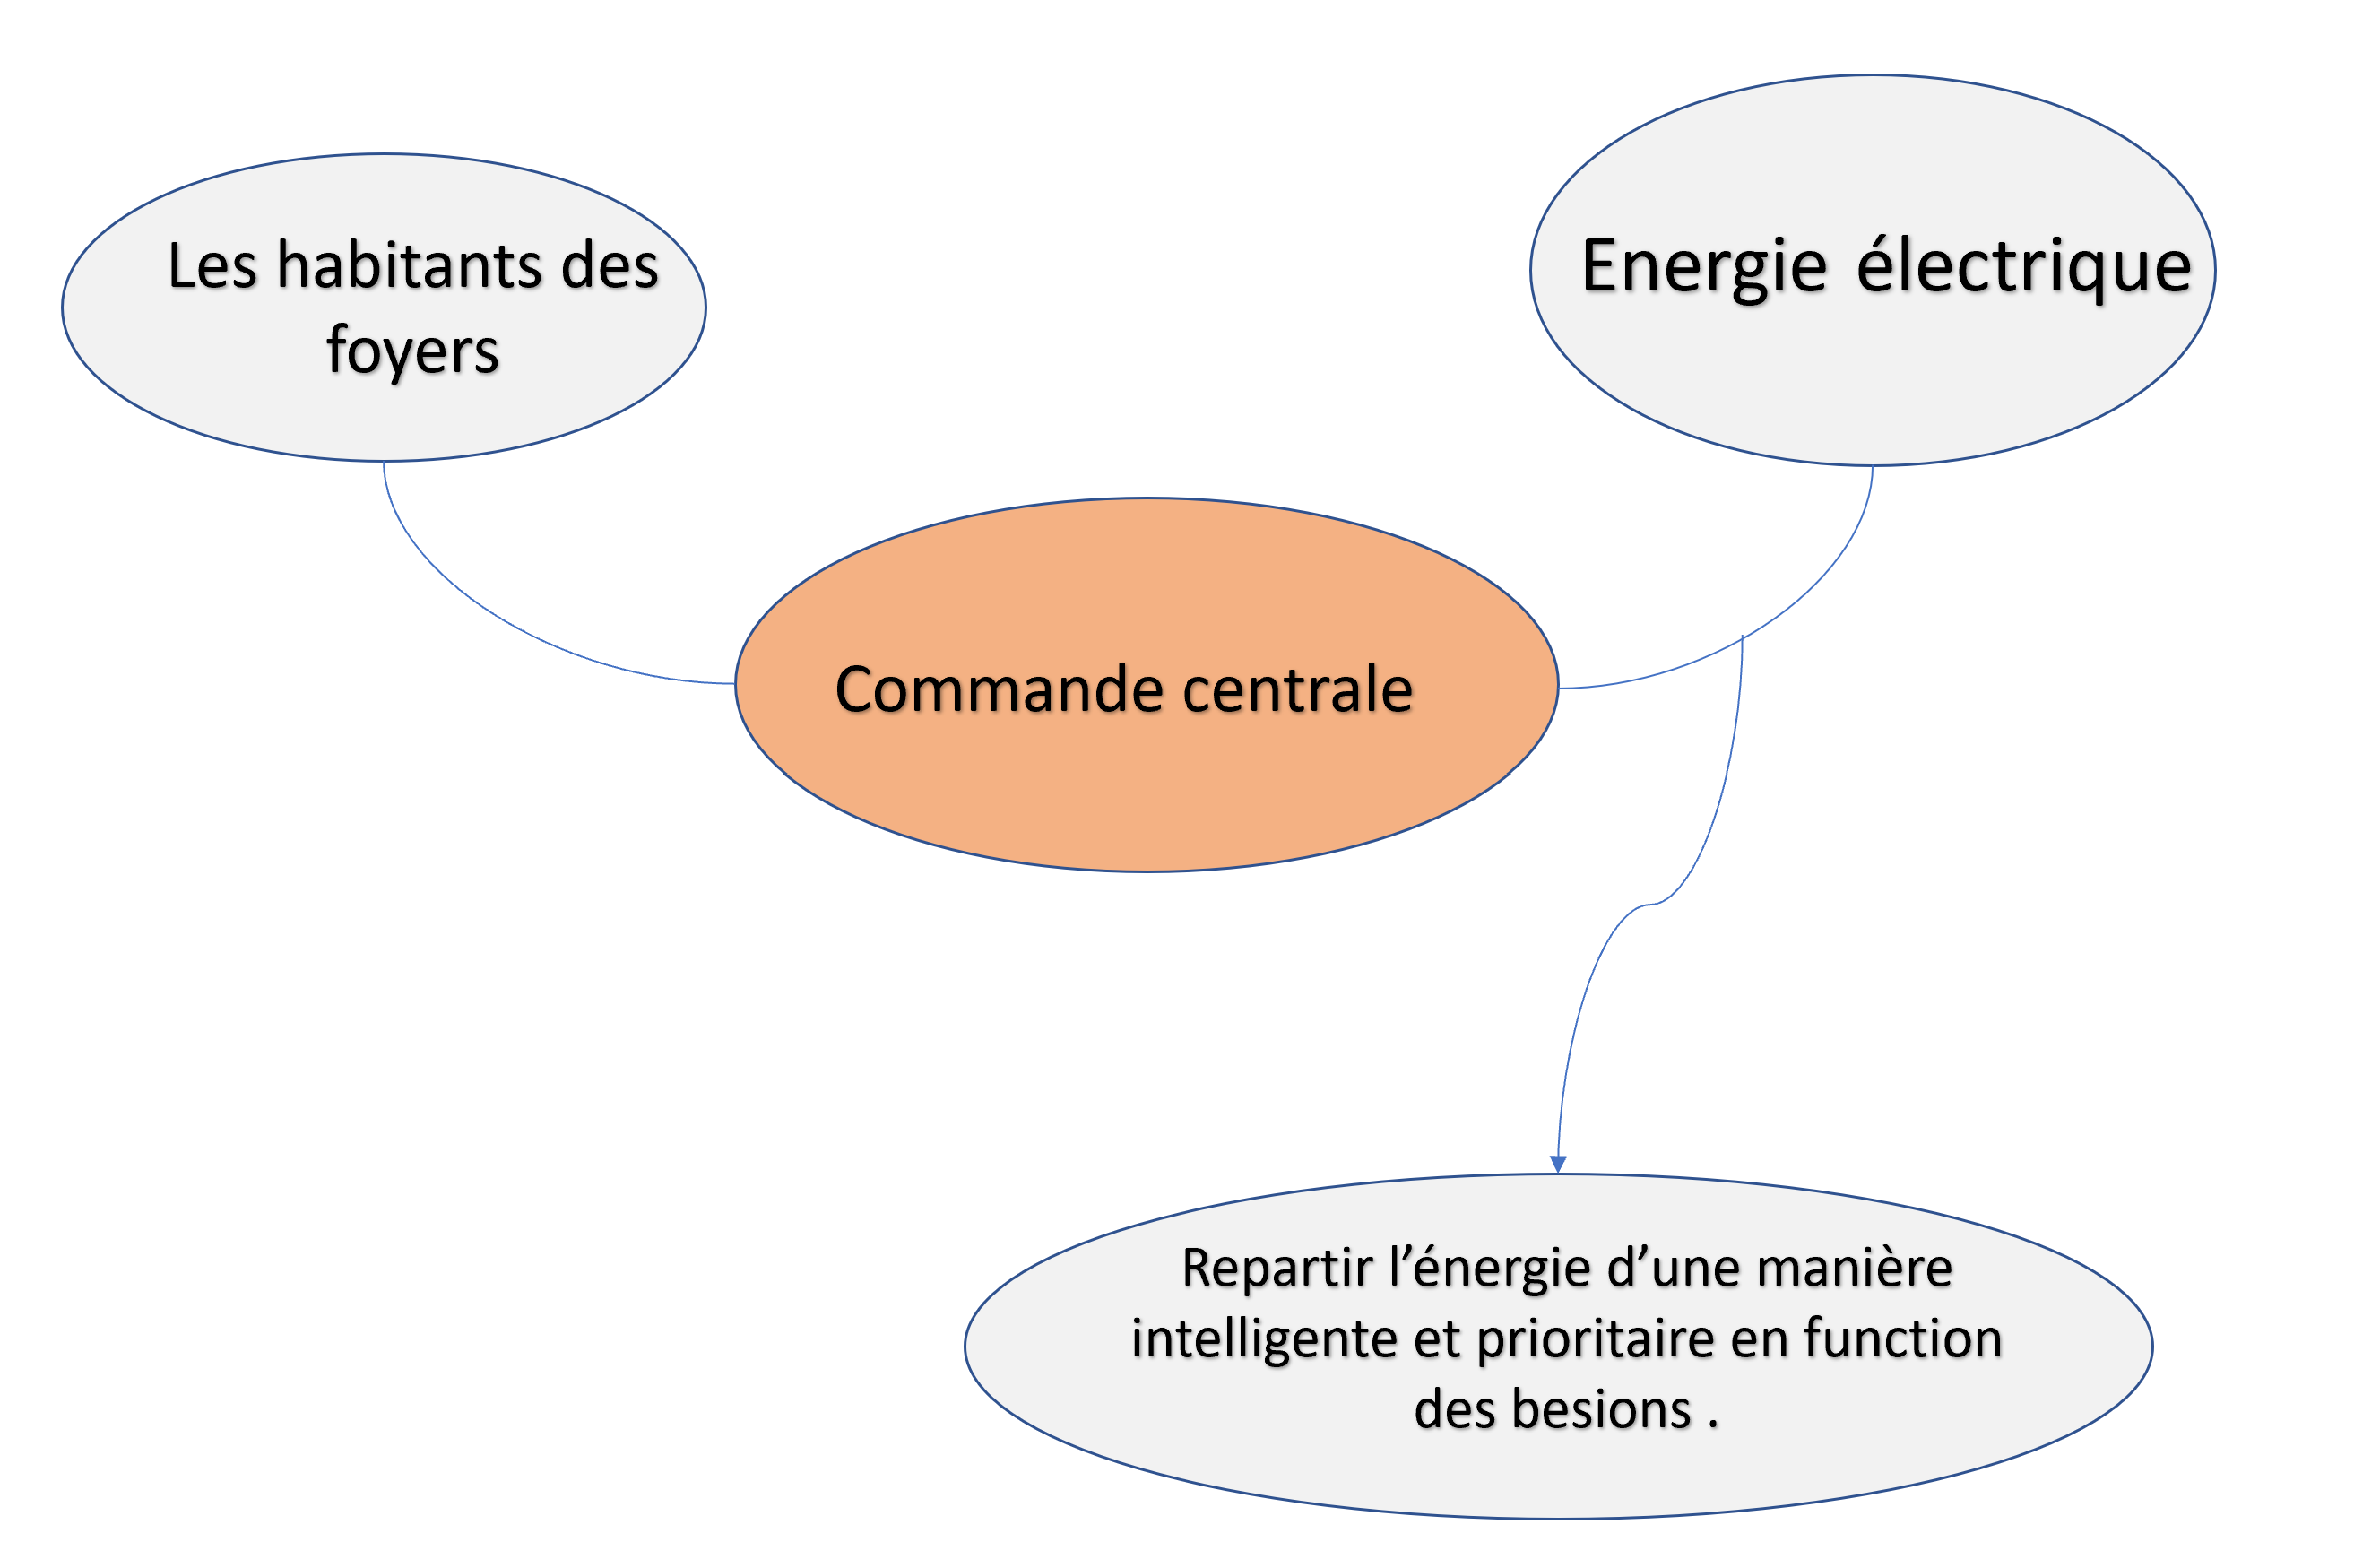 Les habitants des
foyers
Energie électrique
Commande centrale
Repartir l’énergie d’une manière
intelligente et prioritaire en function
des besions .